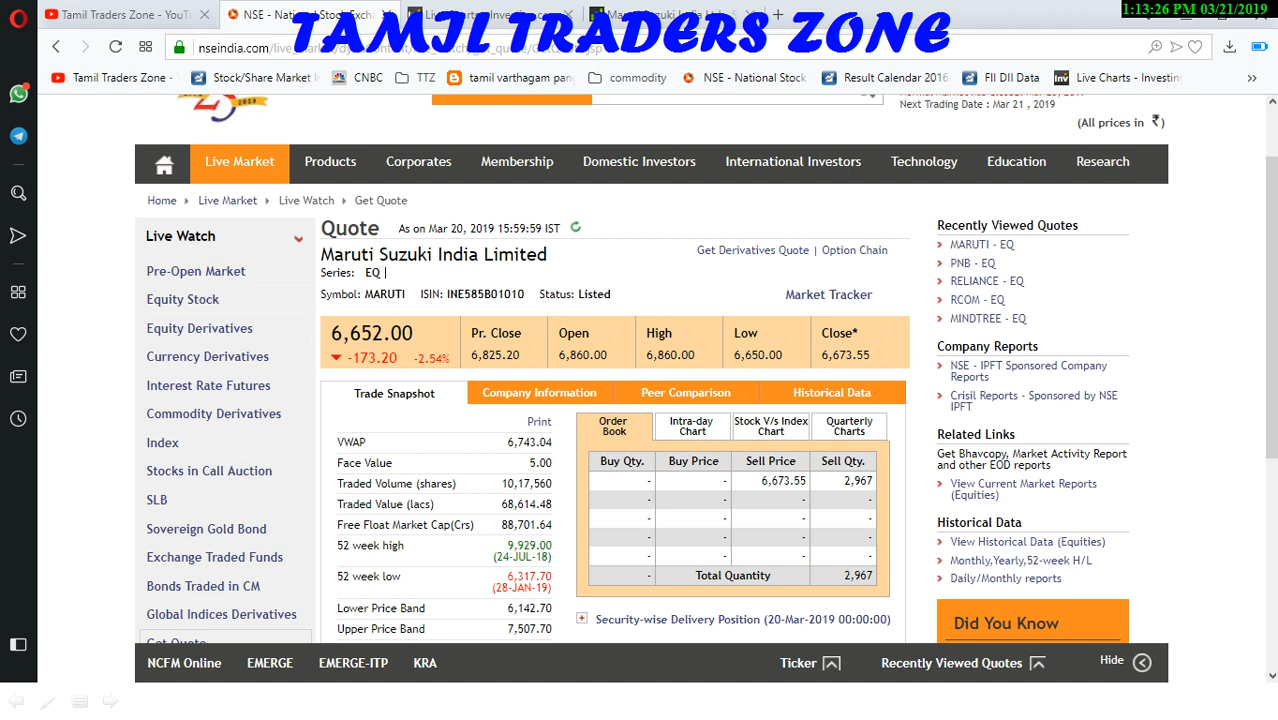 Tamil Traders Zone - YouT
NSE - National Stock Excha
1:13:26 PM 03/21/2019
TAMIL TRADERS ZONE
nseindia.com/live_
Tamil Traders Zone -
Stock/Share Market I
CNBC
TTZ
tamil varthagam pang
commodity
NSE - National Stock
Result Calendar 2016
FII DII Data
Live Charts - Investing
Next Trading Date : Mar 21 , 2019
(All prices in ₹)
Live Market
Products
Corporates
Membership
Domestic Investors
International Investors
Technology
Education
Research
Home
Live Market
Live Watch
Get Quote
Live Watch
Pre-Open Market
Equity Stock
Equity Derivatives
Currency Derivatives
Interest Rate Futures
Commodity Derivatives
Index
Stocks in Call Auction
SLB
Sovereign Gold Bond
Exchange Traded Funds
Bonds Traded in CM
Global Indices Derivatives
Get Quote
Quote As on Mar 20, 2019 15:59:59 IST
Maruti Suzuki India Limited
Get Derivatives Quote | Option Chain
Series: EQ |
Symbol: MARUTI ISIN: INE585B01010 Status: Listed
Market Tracker
6,652.00 Pr. Close Open High Low Close*
-173.20 -2.54% 6,825.20 6,860.00 6,860.00 6,650.00 6,673.55
Trade Snapshot
Company Information
Peer Comparison
Historical Data
Print
VWAP 6,743.04
Face Value 5.00
Traded Volume (shares) 10,17,560
Traded Value (lacs) 68,614.48
Free Float Market Cap(Crs) 88,701.64
52 week high 9,929.00
(24-JUL-18)
52 week low 6,317.70
(28-JAN-19)
Lower Price Band 6,142.70
Upper Price Band 7,507.70
Order
Book
Intra-day
Chart
Stock V/s Index
Chart
Quarterly
Charts
Buy Qty. Buy Price Sell Price Sell Qty.
- - 6,673.55 2,967
- - - -
- - - -
- - - -
- - - -
- Total Quantity 2,967
Security-wise Delivery Position (20-Mar-2019 00:00:00)
Recently Viewed Quotes
MARUTI - EQ
PNB - EQ
RELIANCE - EQ
RCOM - EQ
MINDTREE - EQ
Company Reports
NSE - IPFT Sponsored Company
Reports
Crisil Reports - Sponsored by NSE
IPFT
Related Links
Get Bhavcopy, Market Activity Report
and other EOD reports
View Current Market Reports
(Equities)
Historical Data
View Historical Data (Equities)
Monthly,Yearly,52-week H/L
Daily/Monthly reports
Did You Know
NCFM Online
EMERGE
EMERGE-ITP
KRA
Ticker
Recently Viewed Quotes
Hide